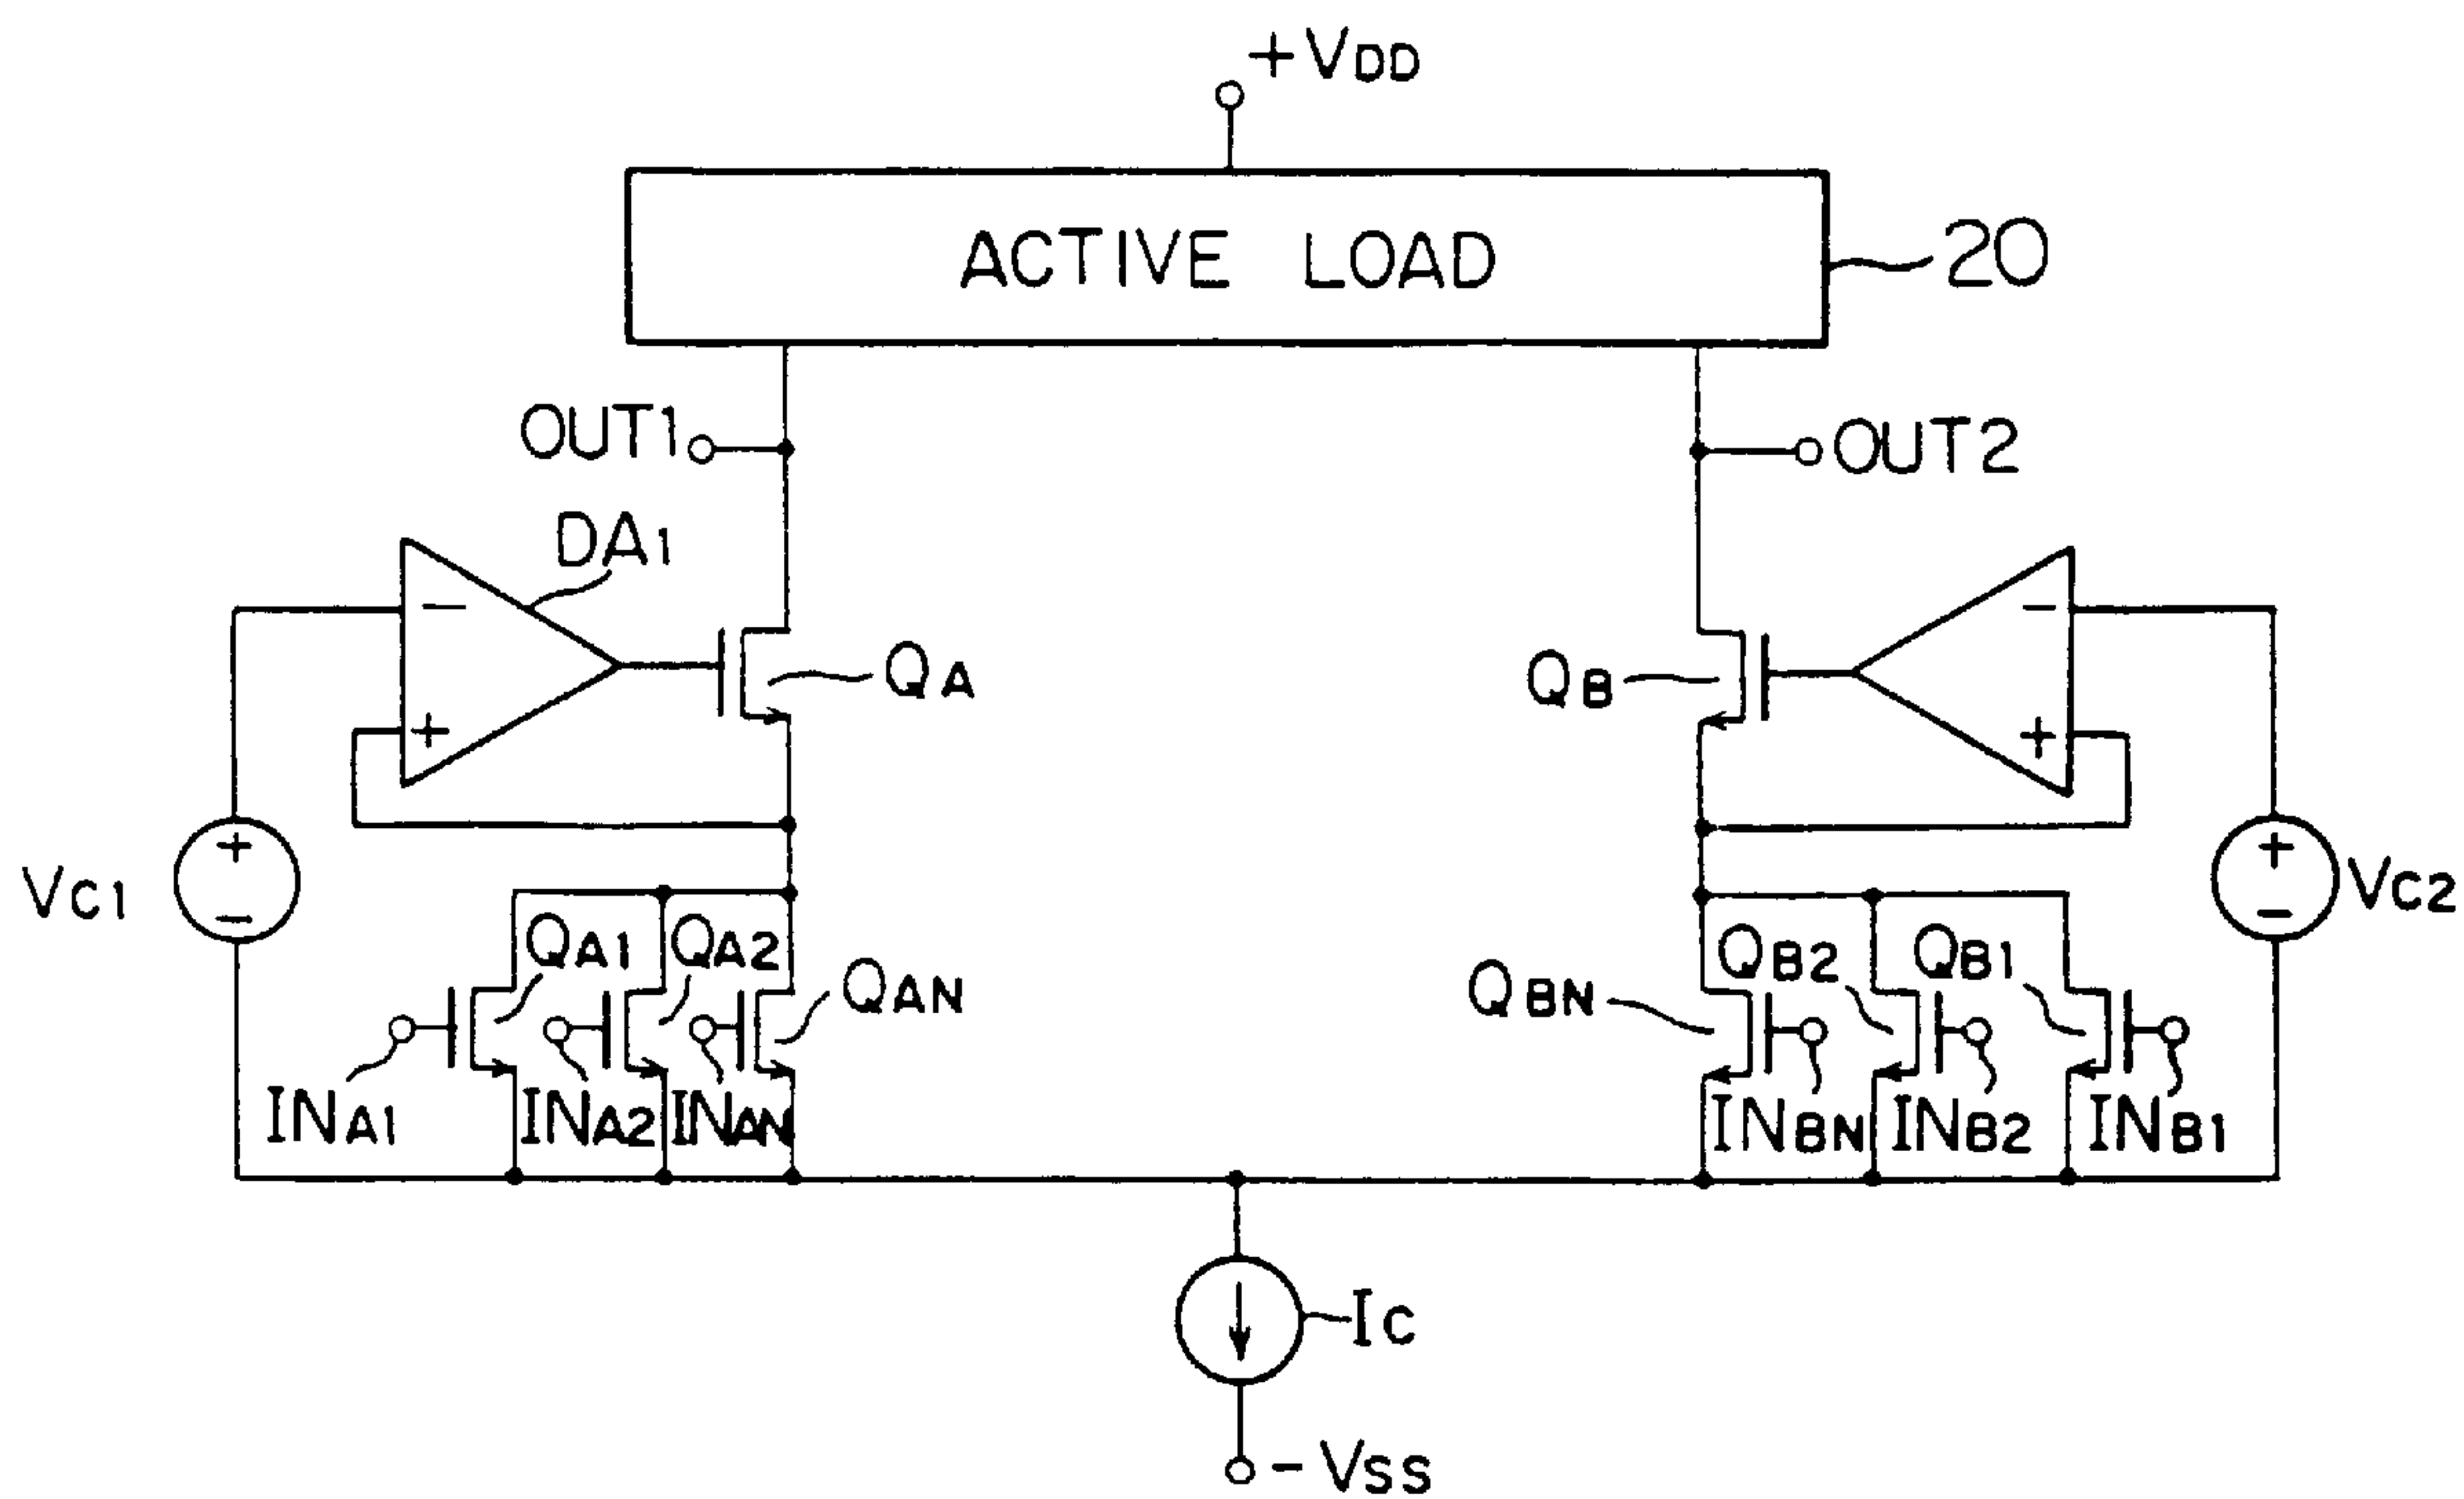 +VDD
ACTIVE LOAD
20
OUT1
OUT2
DA1
−
−
QA
QB
+
+
VC1
+
−
+
−
VC2
QA1
QA2
QAN
QBN
QB2
QB1
INA1
INA2
INAN
INBN
INB2
INB1
IC
-VSS